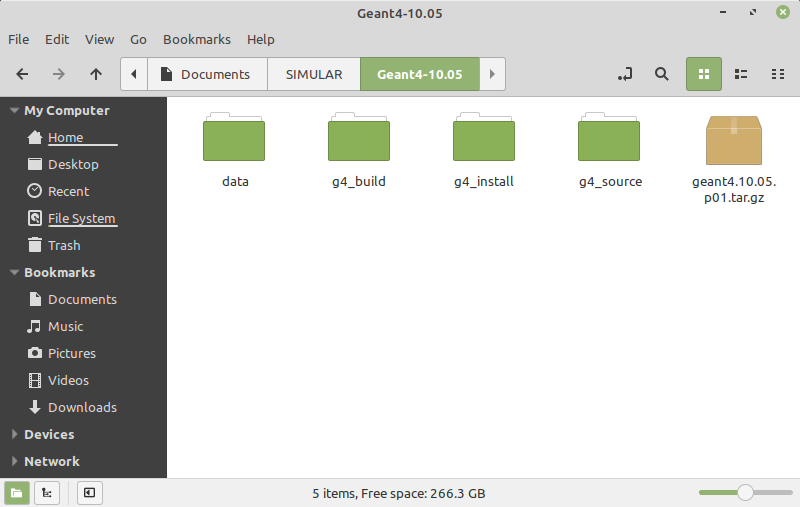 Geant4-10.05
File Edit View Go Bookmarks Help
Documents SIMULAR Geant4-10.05
My Computer
Home
Desktop
Recent
File System
Trash
Bookmarks
Documents
Music
Pictures
Videos
Downloads
Devices
Network
data
g4_build
g4_install
g4_source
geant4.10.05.
p01.tar.gz
5 items, Free space: 266.3 GB